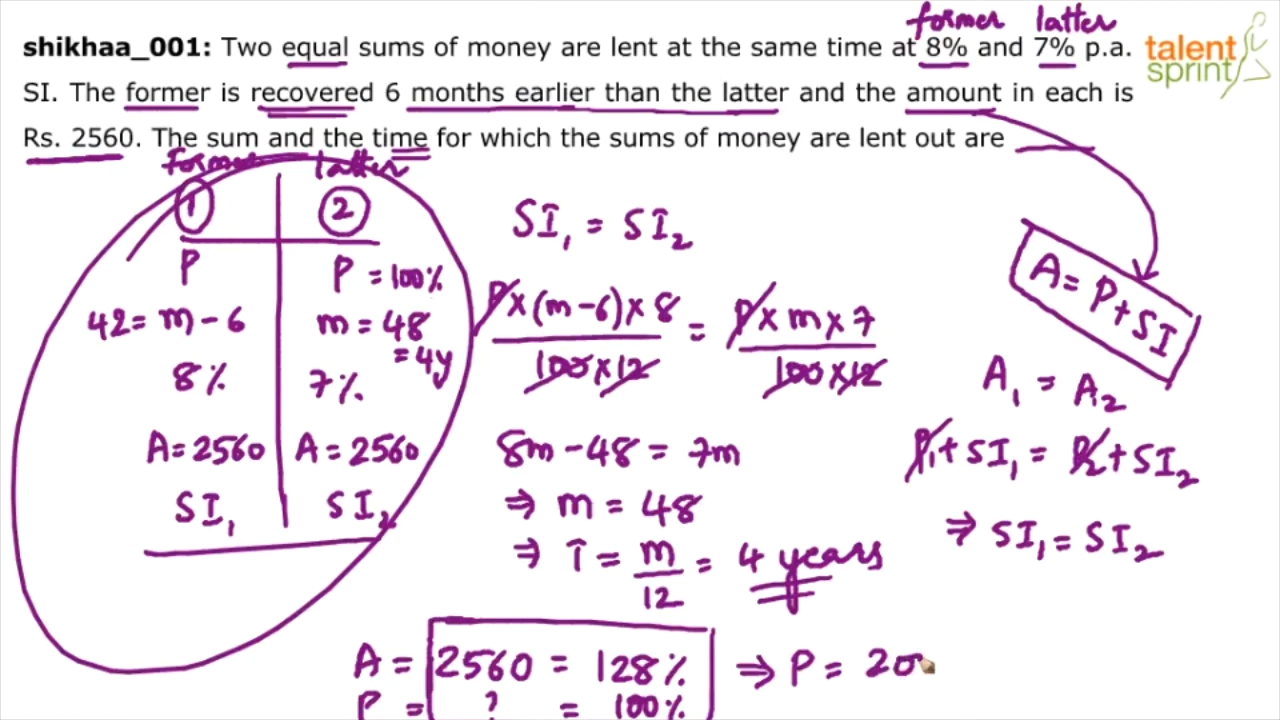 former latter
shikhaa_001: Two equal sums of money are lent at the same time at 8% and 7% p.a.
talent
sprint
SI. The former is recovered 6 months earlier than the latter and the amount in each is
Rs. 2560. The sum and the time for which the sums of money are lent out are
former latter
1 2
P P = 100%
42 = m - 6 m = 48
= 4y
8% 7%
A = 2560 A = 2560
SI₁ SI₂
SI₁ = SI₂
P × (m - 6) × 8 = P × m × 7
100 × 12 100 × 12
8m - 48 = 7m
⇒ m = 48
⇒ T = m = 4 years
12
A = P + SI
A₁ = A₂
P₁ + SI₁ = P₂ + SI₂
⇒ SI₁ = SI₂
A = 2560 = 128% ⇒ P = 200
P = ? = 100%